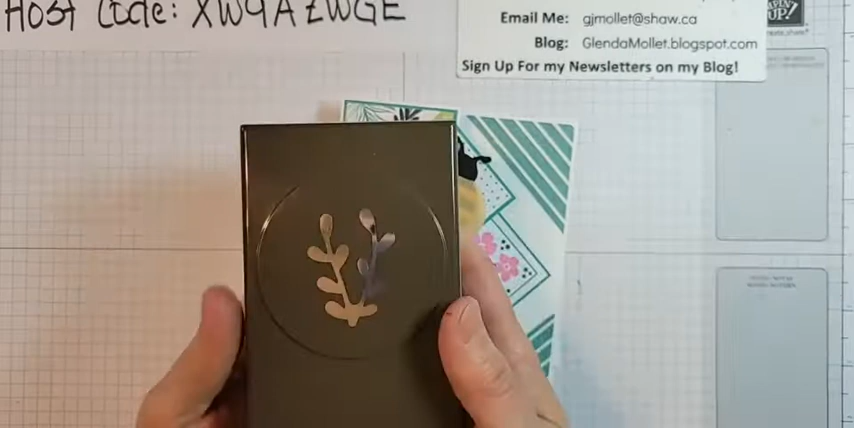 Host Code: XW9AZWGE
Email Me: gjmollet@shaw.ca
Blog: GlendaMollet.blogspot.com
Sign Up For my Newsletters on my Blog!
UP!